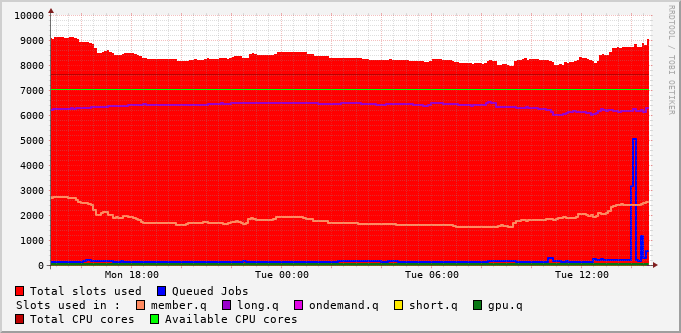 10000
9000
8000
7000
6000
5000
4000
3000
2000
1000
0
Mon 18:00 Tue 00:00 Tue 06:00 Tue 12:00
Total slots used Queued Jobs
Slots used in : member.q long.q ondemand.q short.q gpu.q
Total CPU cores Available CPU cores
RRDTOOL / TOBI OETIKER